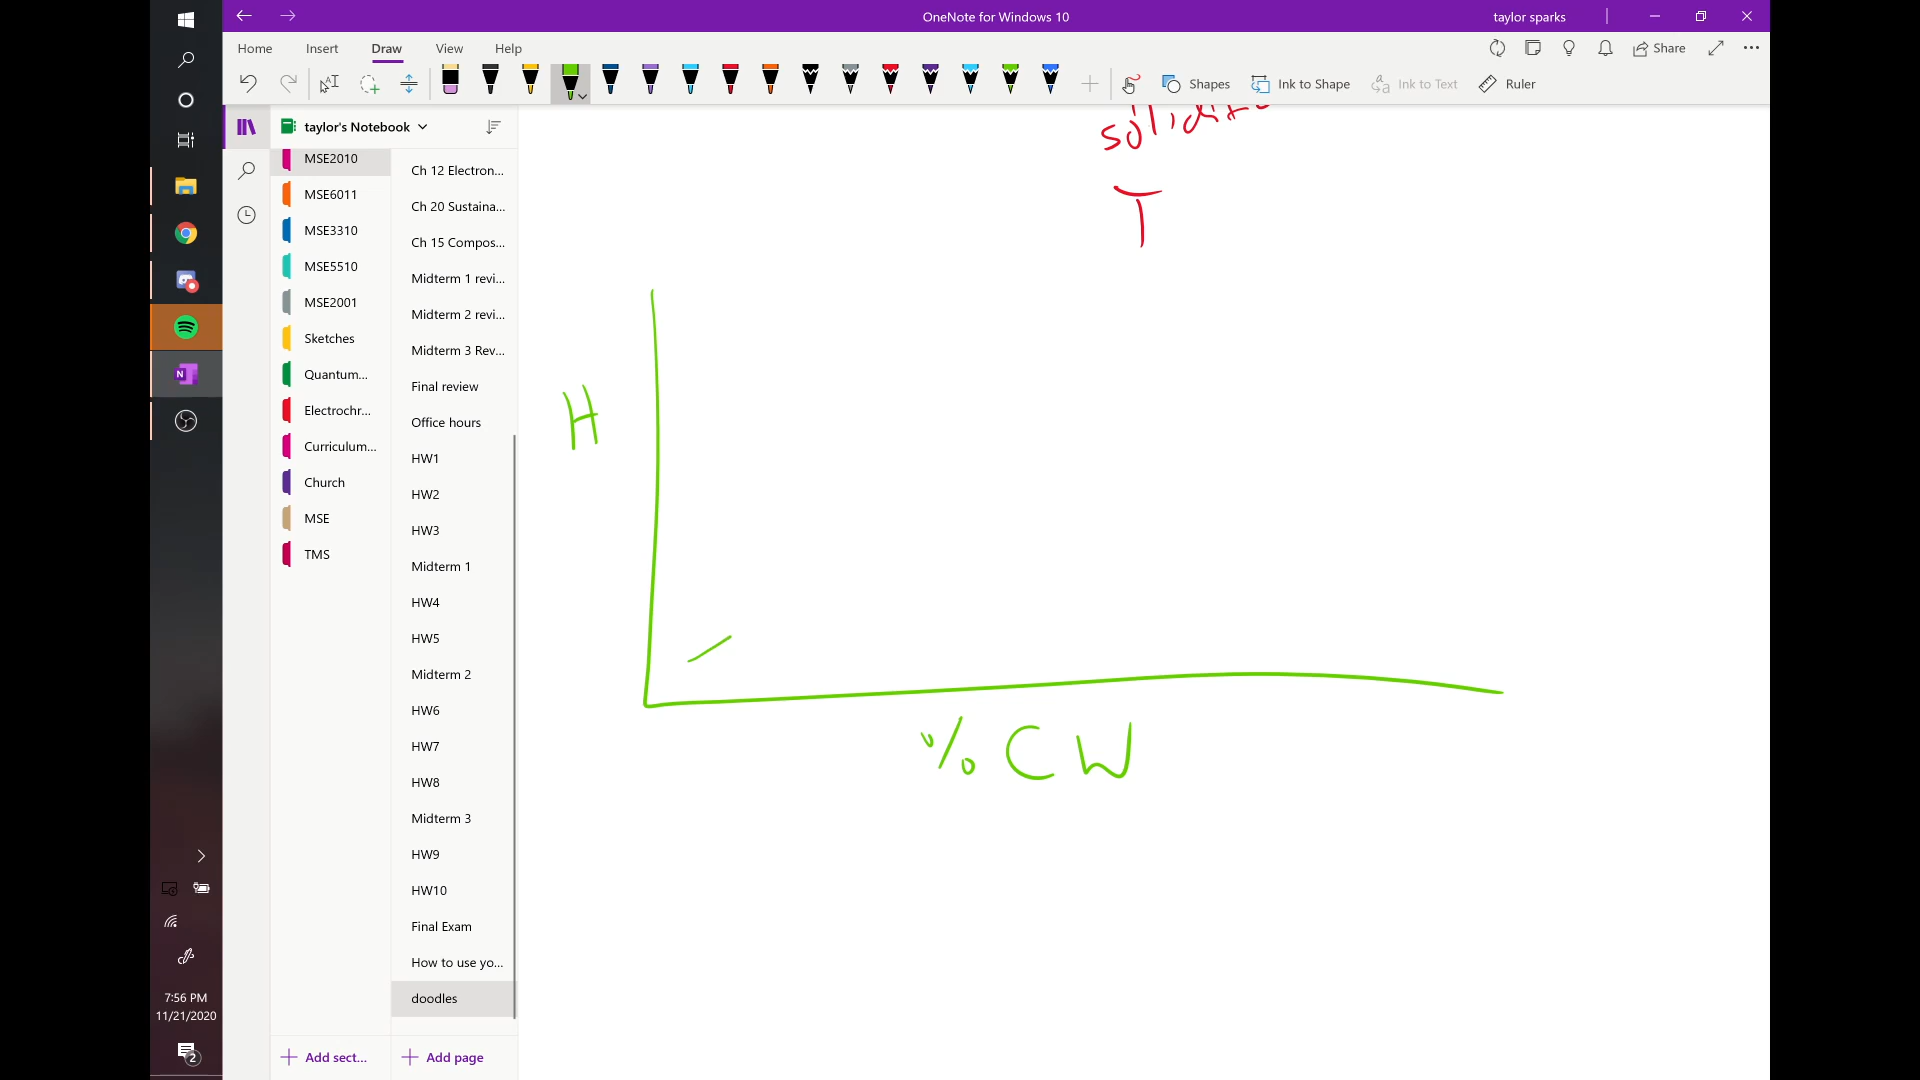 OneNote for Windows 10
taylor sparks
Home Insert Draw View Help
Share
Shapes Ink to Shape Ink to Text Ruler
taylor's Notebook
MSE2010
MSE6011
MSE3310
MSE5510
MSE2001
Sketches
Quantum...
Electrochr...
Curriculum...
Church
MSE
TMS
Add sect...
Ch 12 Electron...
Ch 20 Sustaina...
Ch 15 Compos...
Midterm 1 revi...
Midterm 2 revi...
Midterm 3 Rev...
Final review
Office hours
HW1
HW2
HW3
Midterm 1
HW4
HW5
Midterm 2
HW6
HW7
HW8
Midterm 3
HW9
HW10
Final Exam
How to use yo...
doodles
Add page
T
H
% CW
7:56 PM
11/21/2020
2